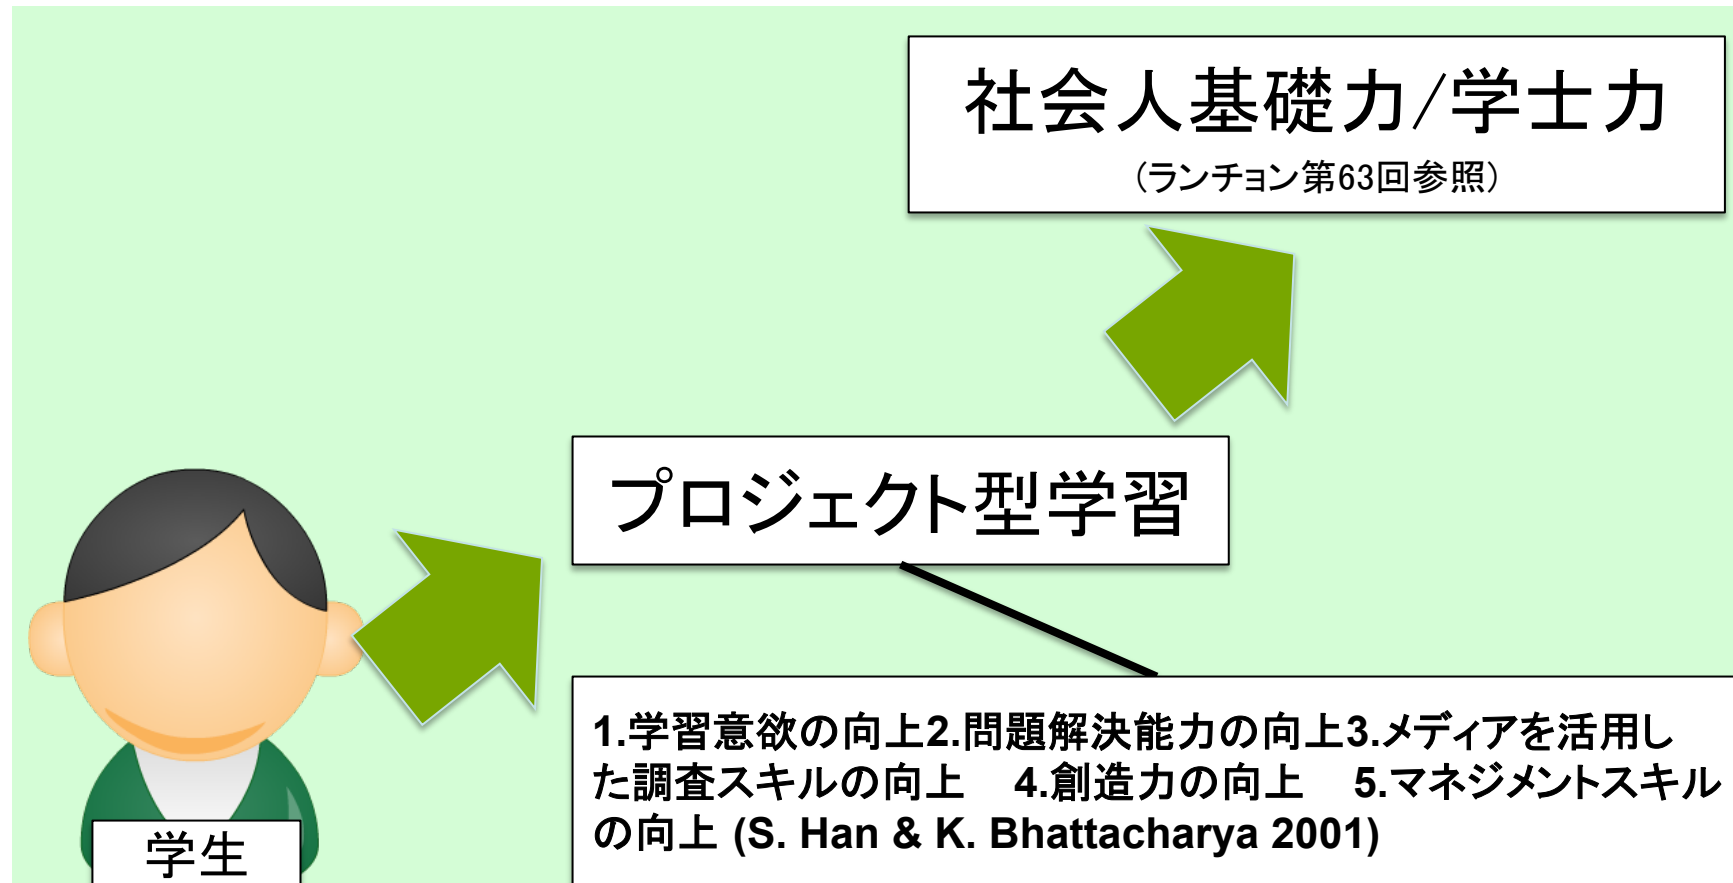 社会人基礎力/学士力
（ランチョン第63回参照）
プロジェクト型学習
1.学習意欲の向上2.問題解決能力の向上3.メディアを活用し
た調査スキルの向上　4.創造力の向上　5.マネジメントスキル
の向上 (S. Han & K. Bhattacharya 2001)
学生